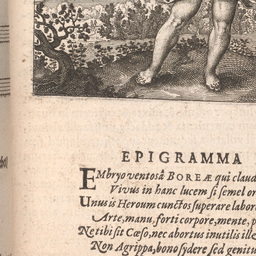 EPIGRAMMA
EMbryo ventosâ BOREÆ qui claud
Vivus in hanc lucem si semel or
Unus is Heroum cunctos superare labor
Arte, manu, forti corpore, mente, p
Ne tibi sit Cæso, nec abortus inutilis ille
Non Agrippa, bono sydere sed genitu